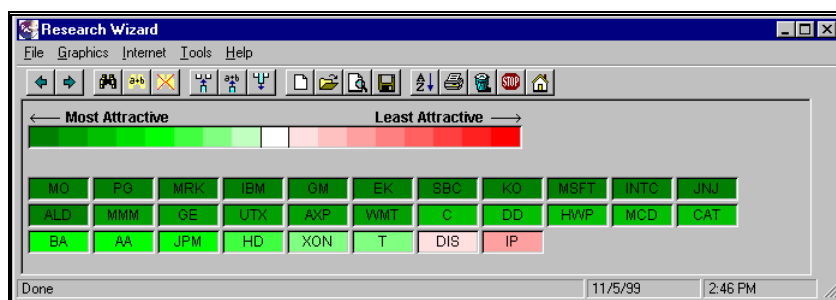 Research Wizard
File Graphics Internet Tools Help
a+b a+b A Z STOP
<— Most Attractive Least Attractive —>
MO PG MRK IBM GM EK SBC KO MSFT INTC JNJ
ALD MMM GE UTX AXP WMT C DD HWP MCD CAT
BA AA JPM HD XON T DIS IP
Done 11/5/99 2:46 PM